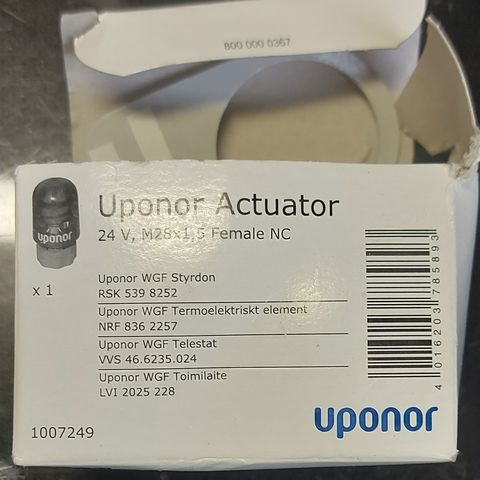 800 000 0367
Uponor Actuator
24 V, M28x1,5 Female NC
uponor
x 1
Uponor WGF Styrdon
RSK 539 8252
Uponor WGF Termoelektriskt element
NRF 836 2257
Uponor WGF Telestat
VVS 46.6235.024
Uponor WGF Toimilaite
LVI 2025 228
4 016203 785893
uponor
1007249